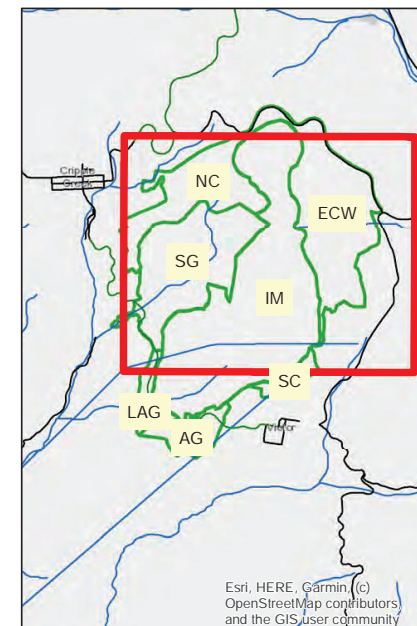 Cripple
Creek
NC
ECW
SG
IM
SC
LAG
AG
Victor
Esri, HERE, Garmin, (c)
OpenStreetMap contributors,
and the GIS user community